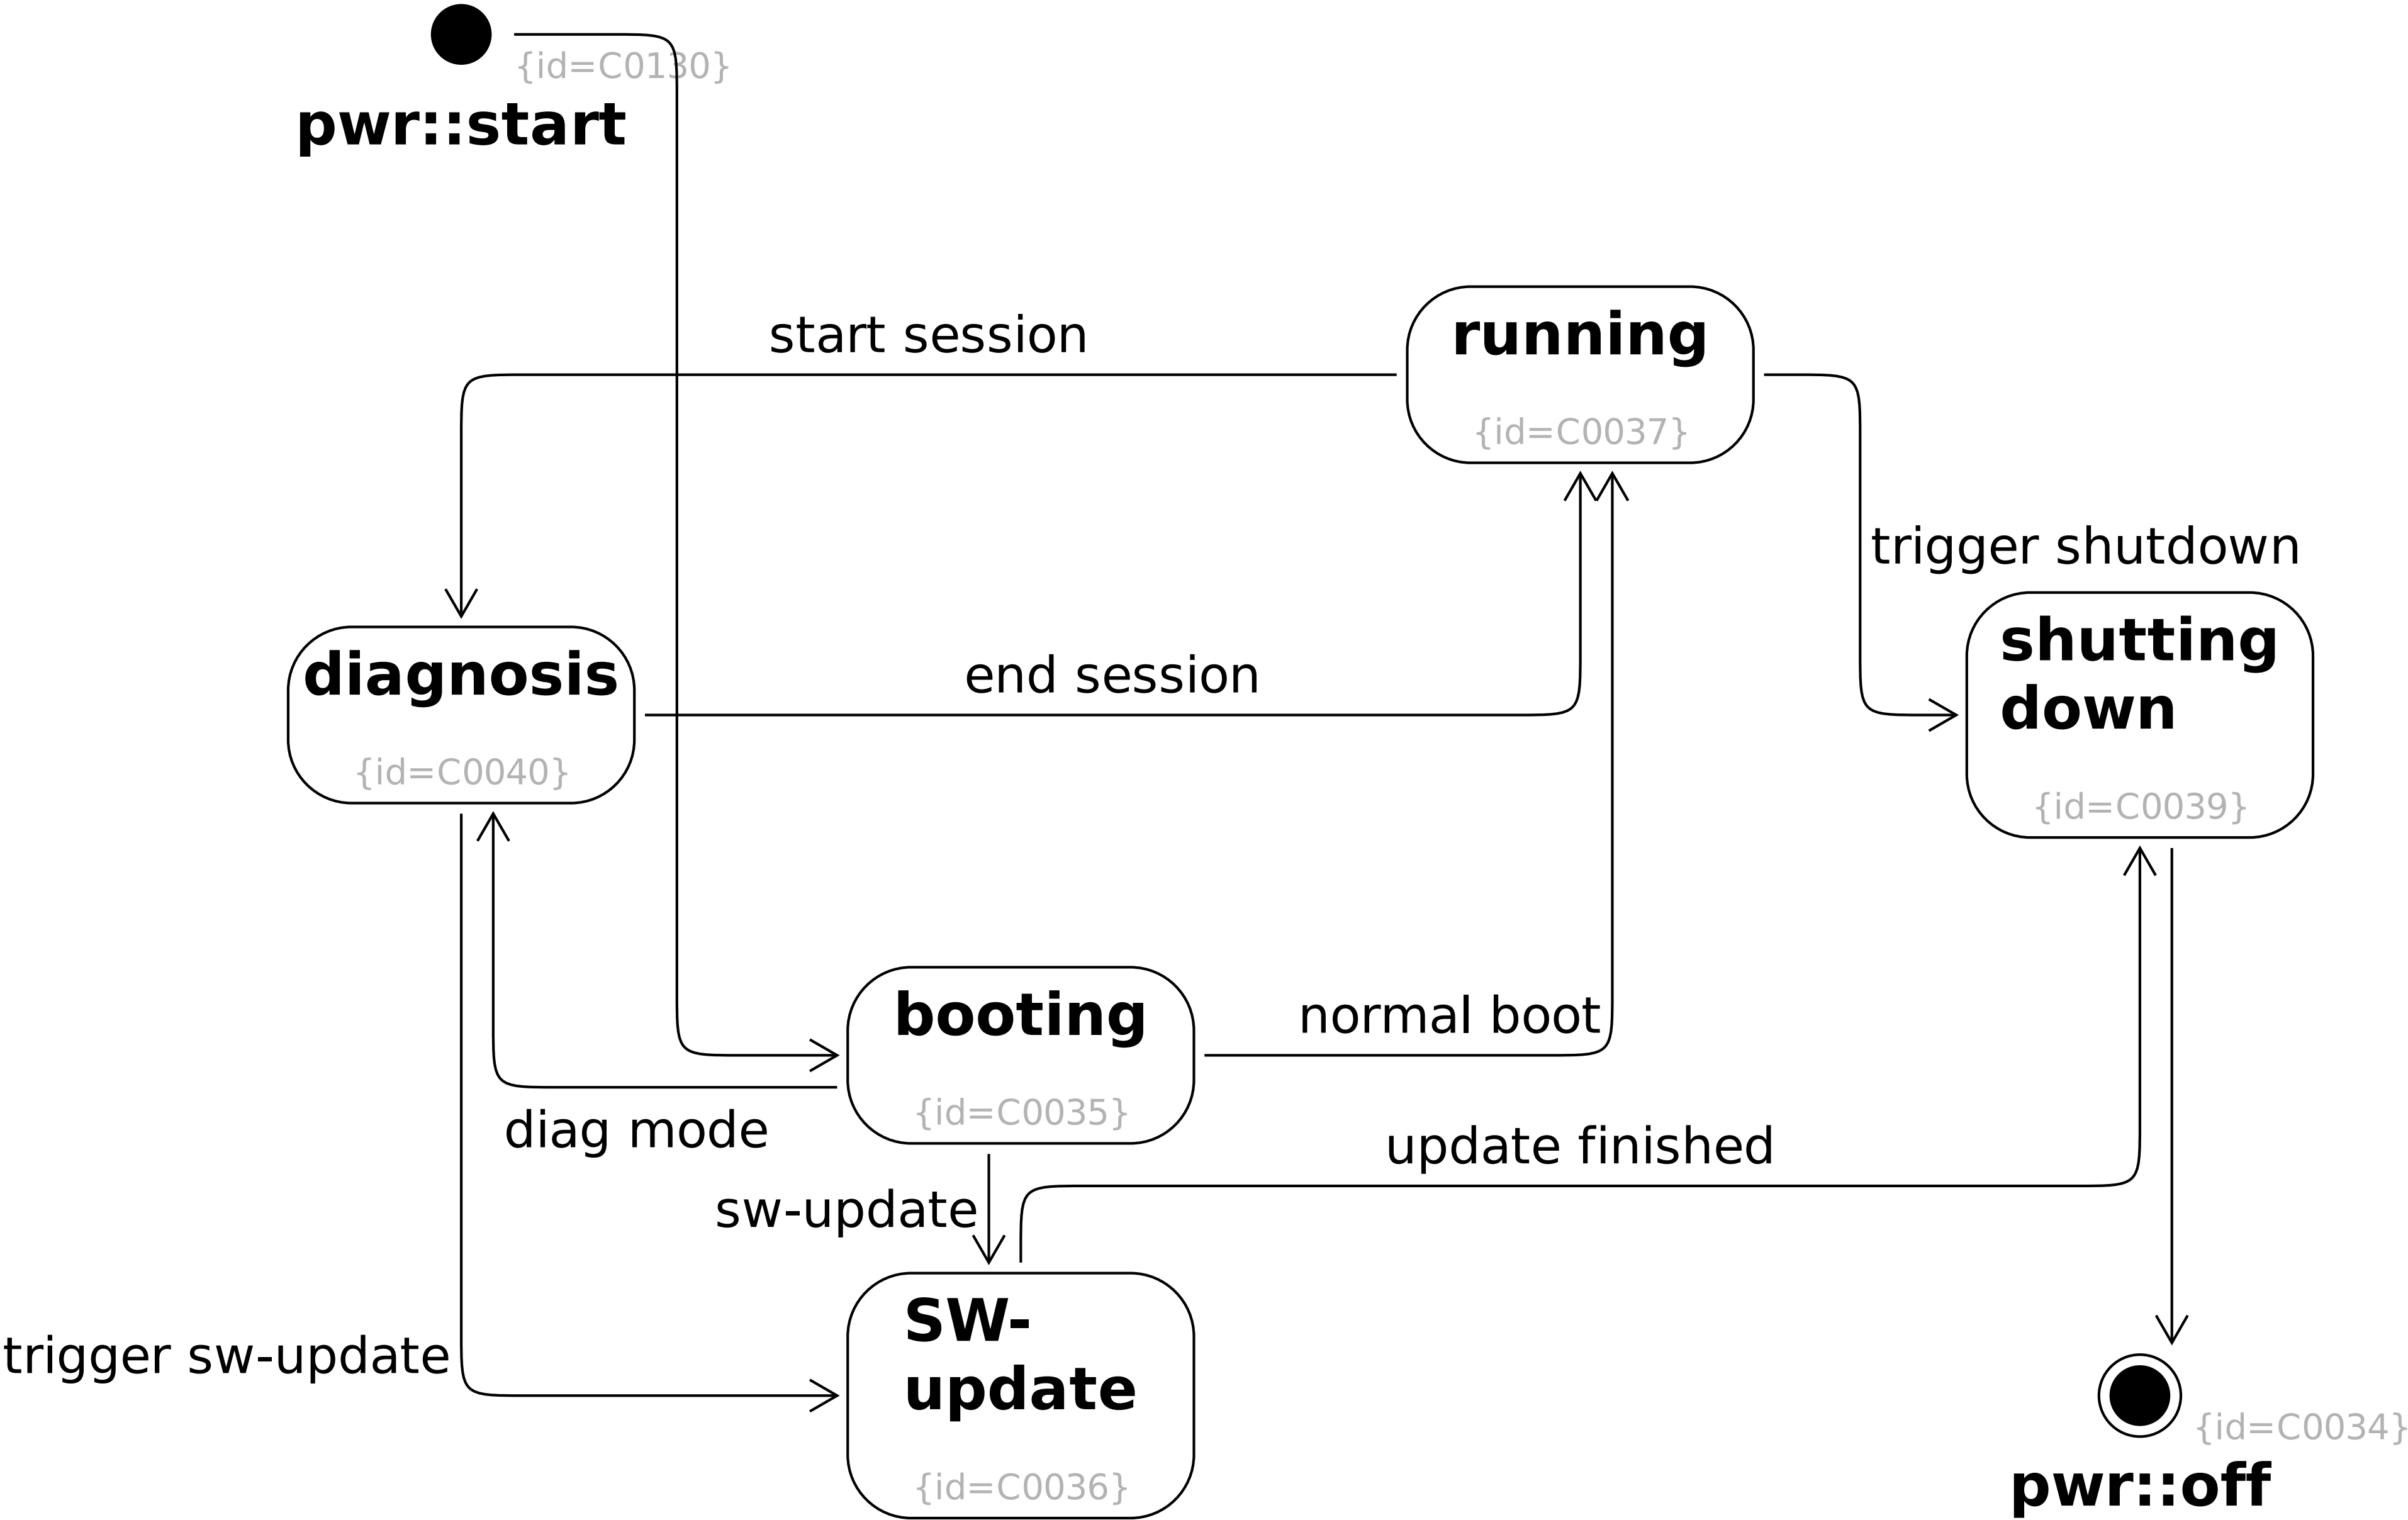 {id=C0130}
pwr::start
start session
running
{id=C0037}
trigger shutdown
diagnosis
{id=C0040}
end session
shutting
down
{id=C0039}
booting
{id=C0035}
normal boot
diag mode
update finished
sw-update
trigger sw-update
SW-
update
{id=C0036}
{id=C0034}
pwr::off